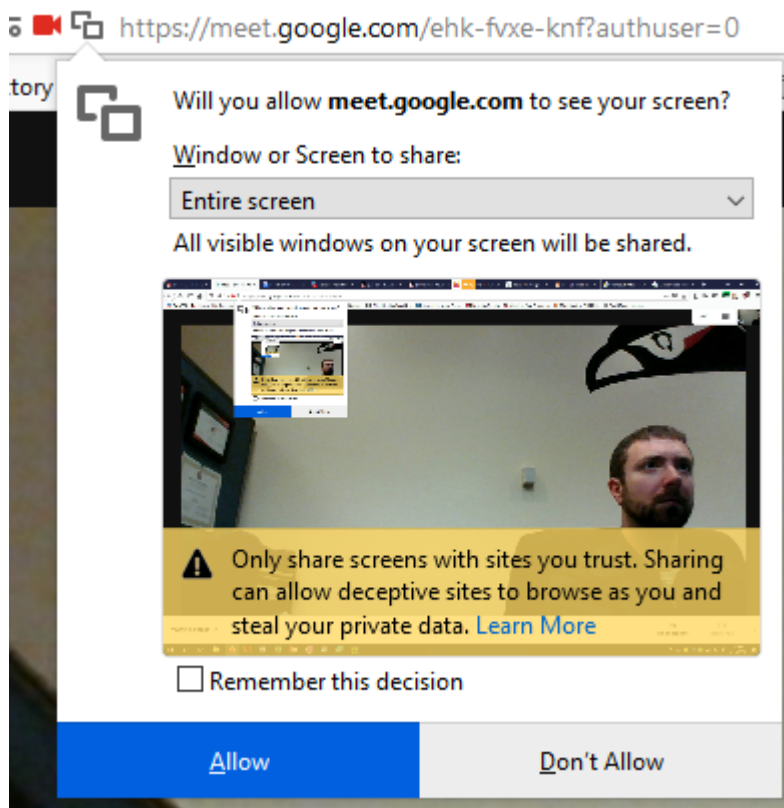 https://meet.google.com/ehk-fvxe-knf?authuser=0
tory
Will you allow meet.google.com to see your screen?
Window or Screen to share:
Entire screen
All visible windows on your screen will be shared.
Only share screens with sites you trust. Sharing
can allow deceptive sites to browse as you and
steal your private data. Learn More
Remember this decision
Allow
Don't Allow